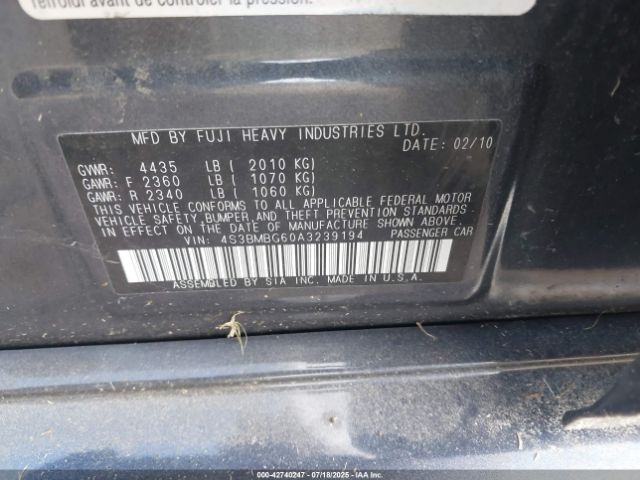 refroidi avant de contrôler la pression.
MFD BY FUJI HEAVY INDUSTRIES LTD.
DATE: 02/10
GVWR: 4435 LB ( 2010 KG)
GAWR: F 2360 LB ( 1070 KG)
GAWR: R 2340 LB ( 1060 KG)
THIS VEHICLE CONFORMS TO ALL APPLICABLE FEDERAL MOTOR
VEHICLE SAFETY,BUMPER,AND THEFT PREVENTION STANDARDS
IN EFFECT ON THE DATE OF MANUFACTURE SHOWN ABOVE.
VIN: 4S3BMBG60A3239194 PASSENGER CAR
ASSEMBLED BY SIA INC. MADE IN U.S.A.
000-42740247 - 07/18/2025 - IAAI.COM